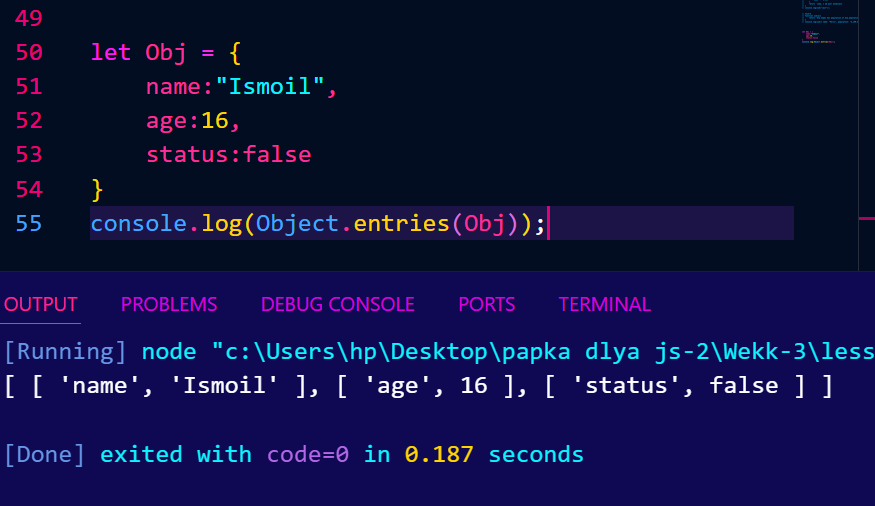 49
50 let Obj = {
51 name:"Ismoil",
52 age:16,
53 status:false
54 }
55 console.log(Object.entries(Obj));
OUTPUT PROBLEMS DEBUG CONSOLE PORTS TERMINAL
[Running] node "c:\Users\hp\Desktop\papka dlya js-2\Wekk-3\less
[ [ 'name', 'Ismoil' ], [ 'age', 16 ], [ 'status', false ] ]
[Done] exited with code=0 in 0.187 seconds